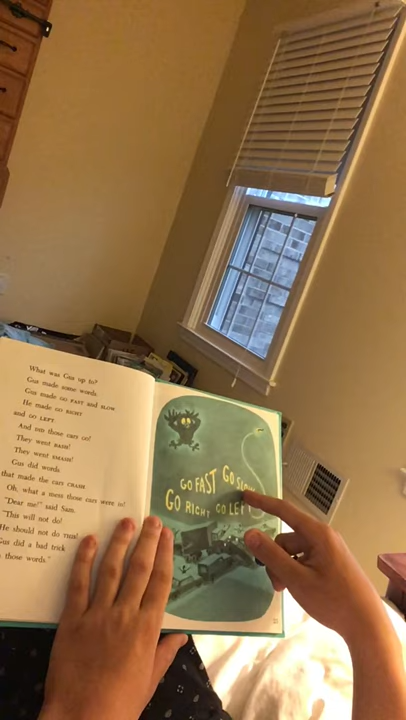 What was Gus up to?
Gus made some words.
Gus made GO FAST and SLOW
He made GO RIGHT
and GO LEFT.
And did those cars go!
They went BASH!
They went SMASH!
Gus did words
that made the cars CRASH.
Oh, what a mess those cars were in!
"Dear me!" said Sam.
"This will not do!
He should not do THIS!
Gus did a bad trick
those words."
GO FAST GO
GO RIGHT GO LEFT